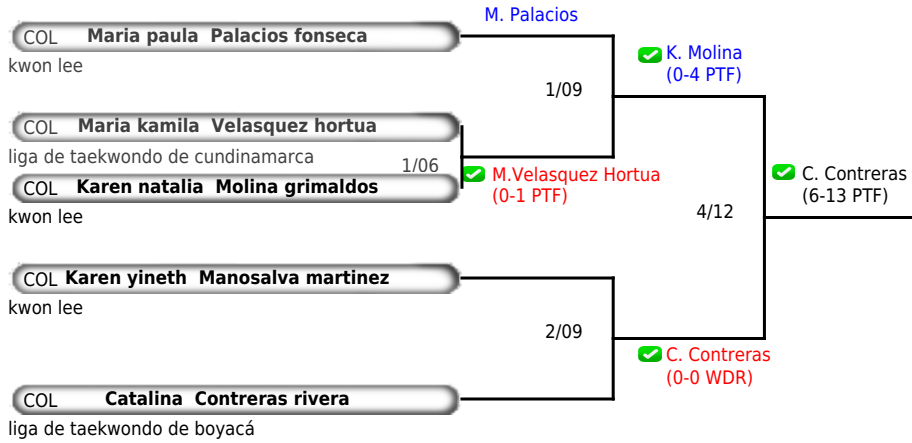 M. Palacios
COL Maria paula Palacios fonseca
kwon lee
K. Molina
(0-4 PTF)
1/09
COL Maria kamila Velasquez hortua
liga de taekwondo de cundinamarca
1/06
COL Karen natalia Molina grimaldos
kwon lee
M.Velasquez Hortua
(0-1 PTF)
C. Contreras
(6-13 PTF)
4/12
COL Karen yineth Manosalva martinez
kwon lee
2/09
C. Contreras
(0-0 WDR)
COL Catalina Contreras rivera
liga de taekwondo de boyacá